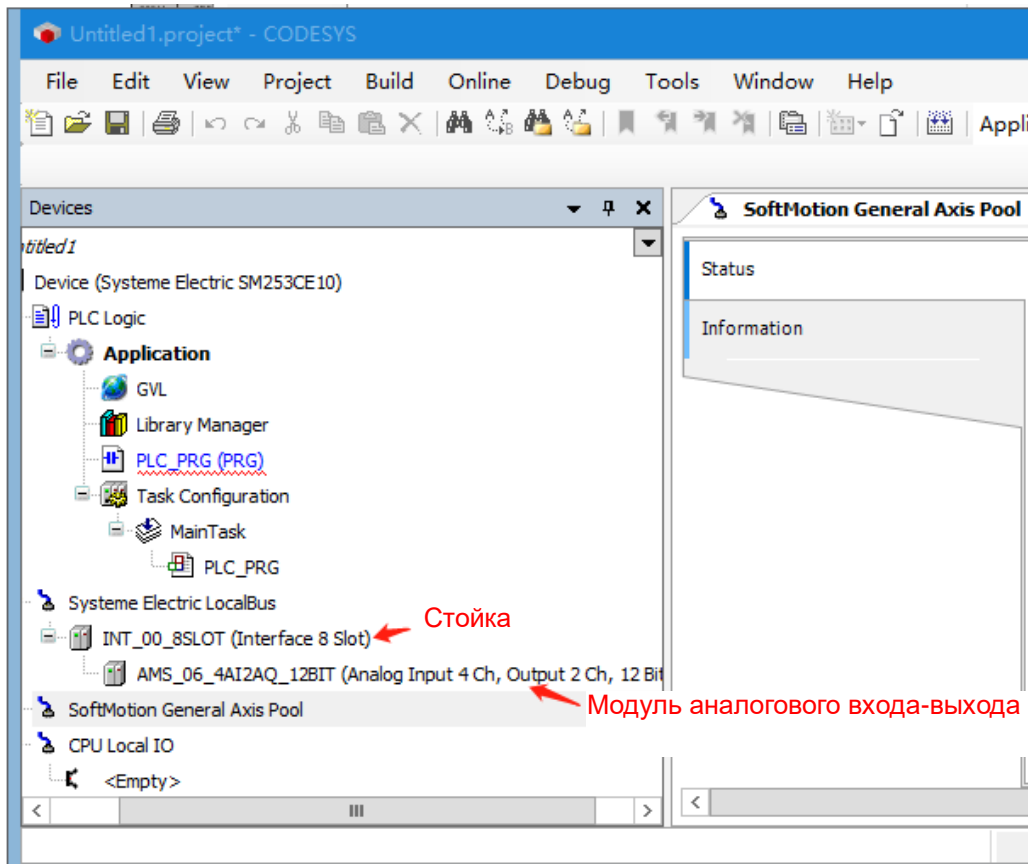 Untitled1.project* - CODESYS
File Edit View Project Build Online Debug Tools Window Help
Appli
Devices
SoftMotion General Axis Pool
ntitled1
Device (Systeme Electric SM253CE10)
Status
PLC Logic
Information
Application
GVL
Library Manager
PLC_PRG (PRG)
Task Configuration
MainTask
PLC_PRG
Systeme Electric LocalBus
Стойка
INT_00_8SLOT (Interface 8 Slot)
AMS_06_4AI2AQ_12BIT (Analog Input 4 Ch, Output 2 Ch, 12 Bit
Модуль аналогового входа-выхода
SoftMotion General Axis Pool
CPU Local IO
<Empty>